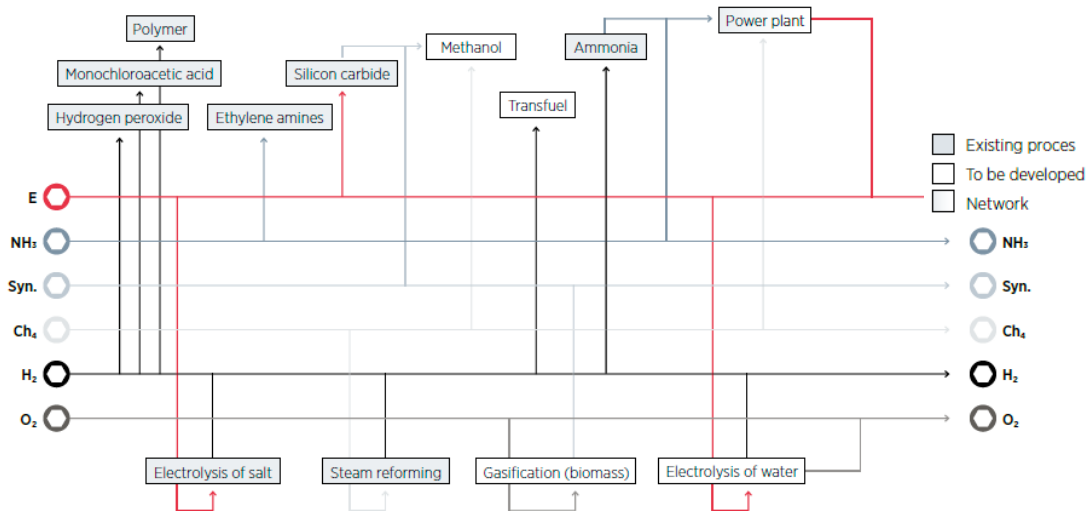 Polymer
Power plant
Methanol
Ammonia
Monochloroacetic acid
Silicon carbide
Transfuel
Hydrogen peroxide
Ethylene amines
Existing proces
To be developed
Network
E
NH₃
NH₃
Syn.
Syn.
Ch₄
Ch₄
H₂
H₂
O₂
O₂
Electrolysis of salt
Steam reforming
Gasification (biomass)
Electrolysis of water